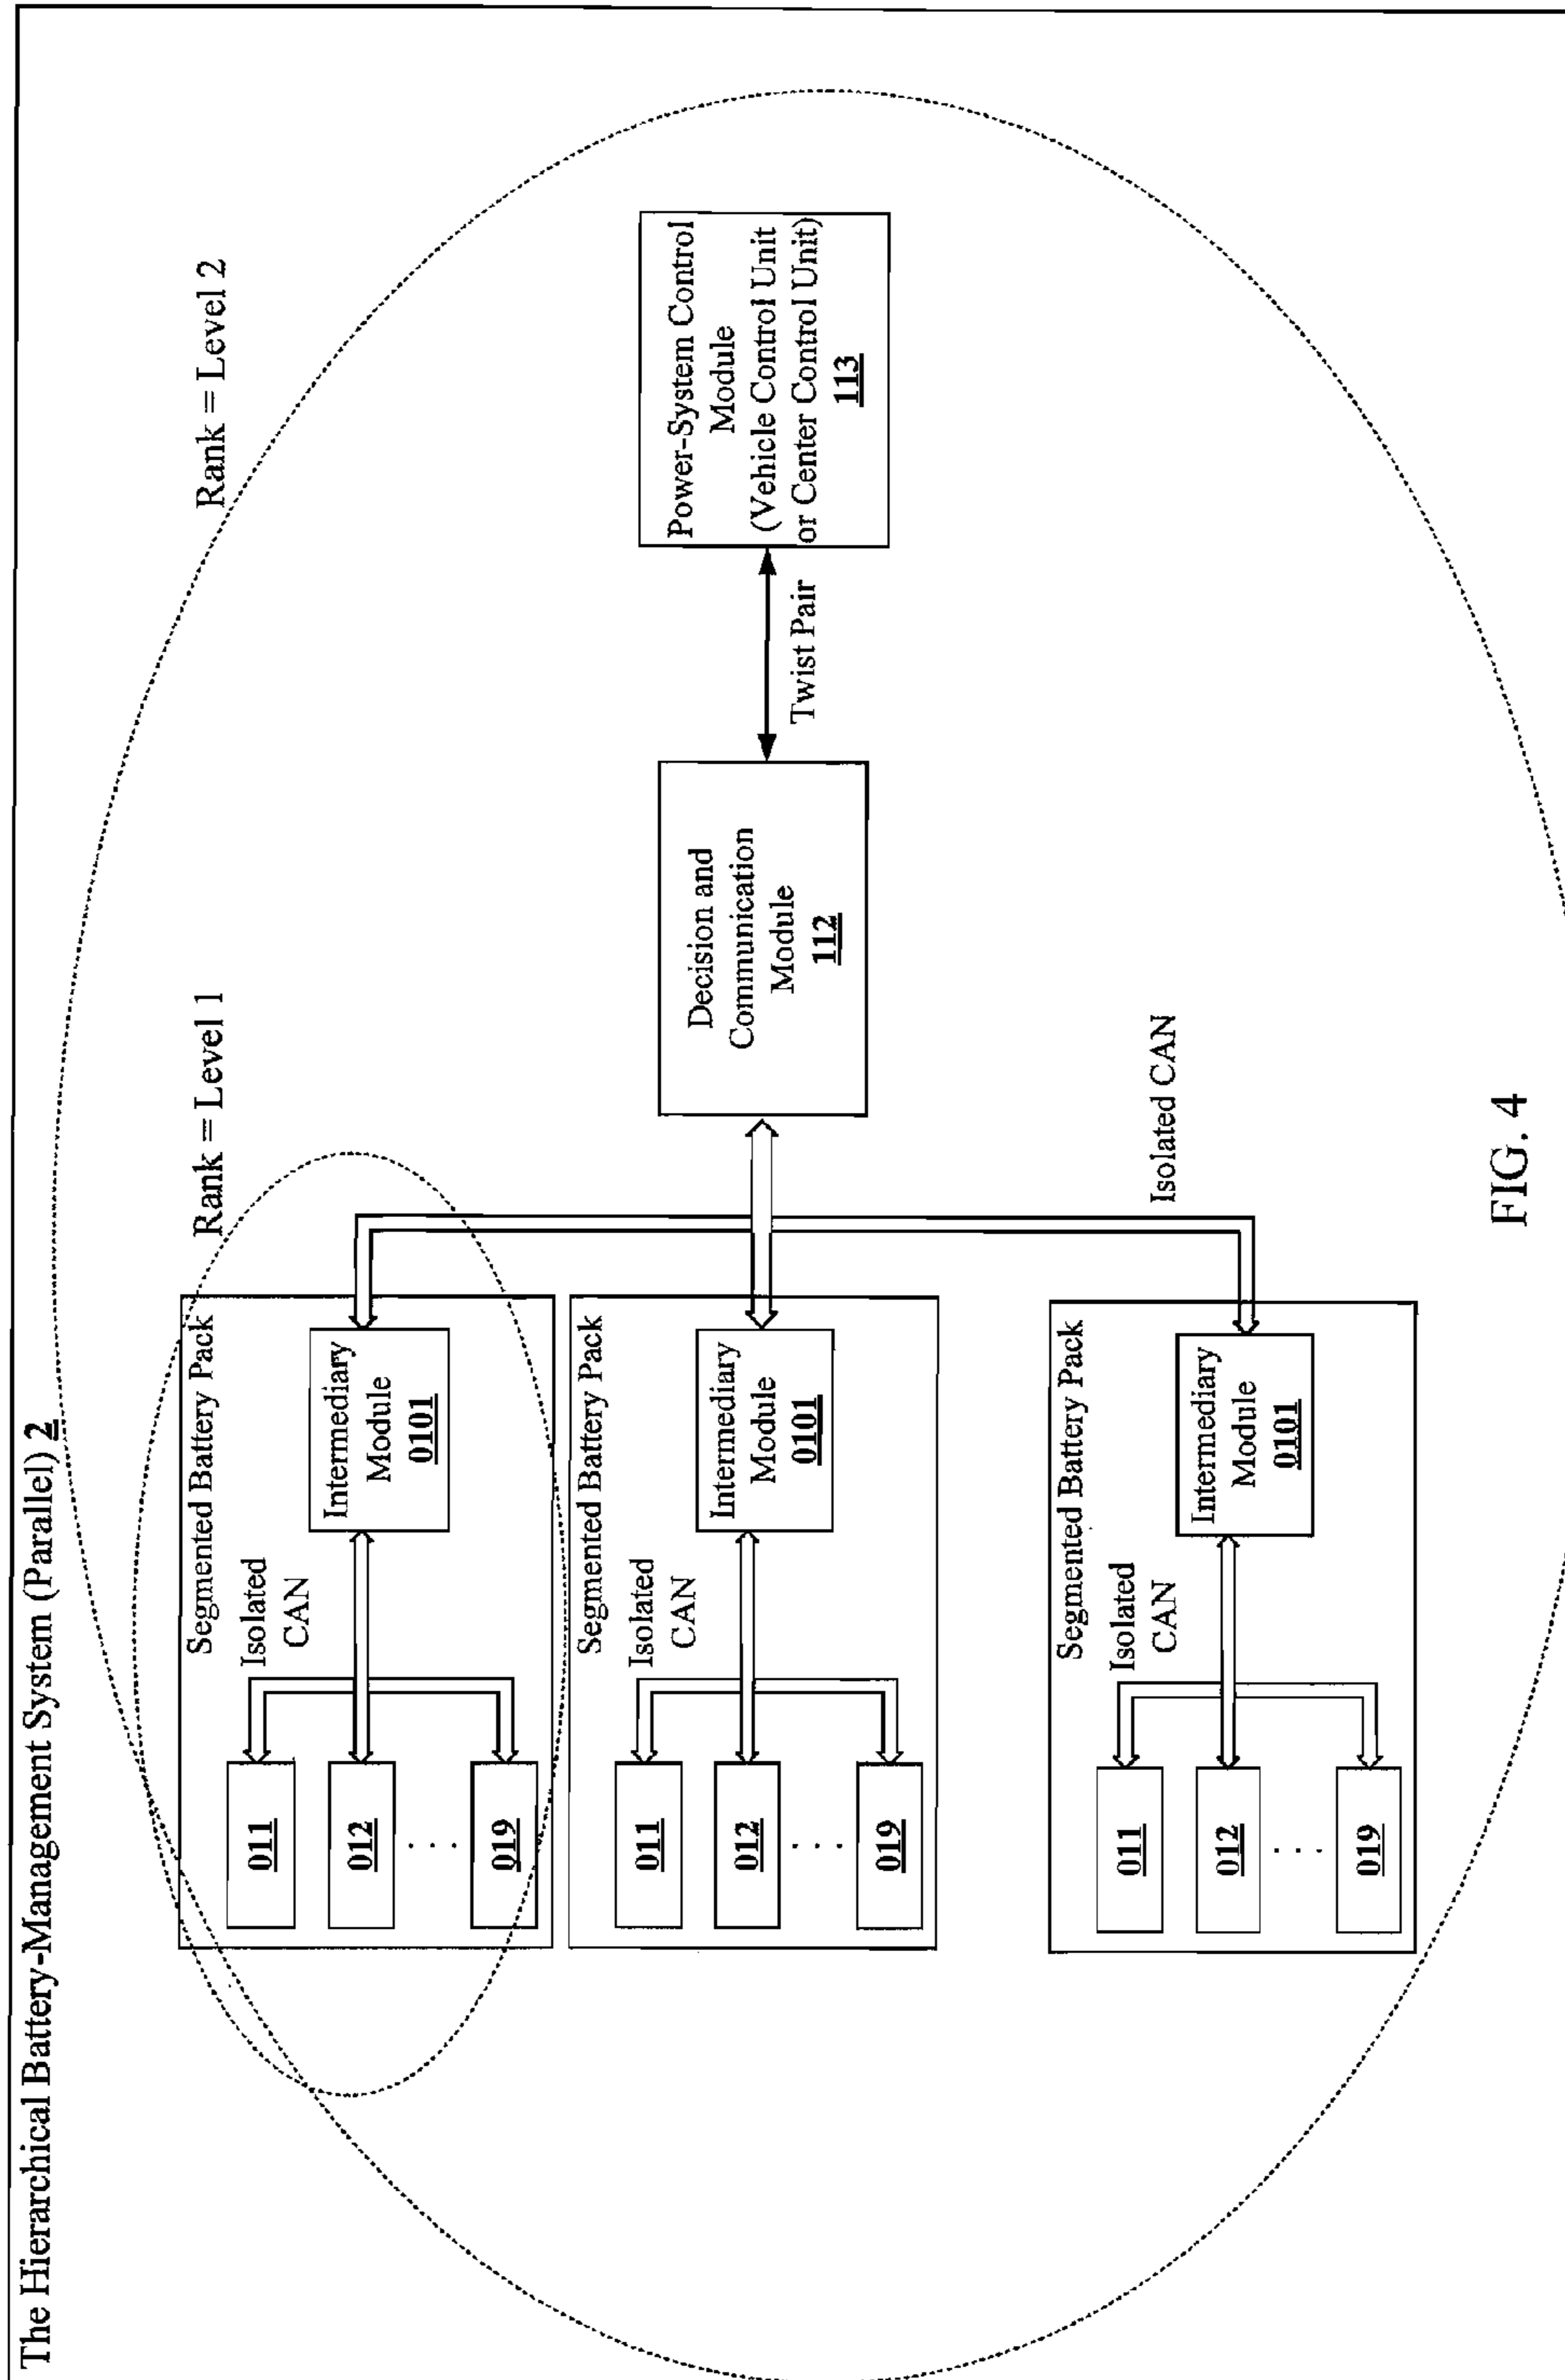 The Hierarchical Battery-Management System (Parallel) 2
Rank = Level 1
Rank = Level 2
Segmented Battery Pack
Isolated
CAN
011
012
. . .
019
Intermediary
Module
0101
Segmented Battery Pack
Isolated
CAN
011
012
. . .
019
Intermediary
Module
0101
Segmented Battery Pack
Isolated
CAN
011
012
. . .
019
Intermediary
Module
0101
Isolated CAN
Decision and
Communication
Module
112
Twist Pair
Power-System Control
Module
(Vehicle Control Unit
or Center Control Unit)
113
FIG. 4